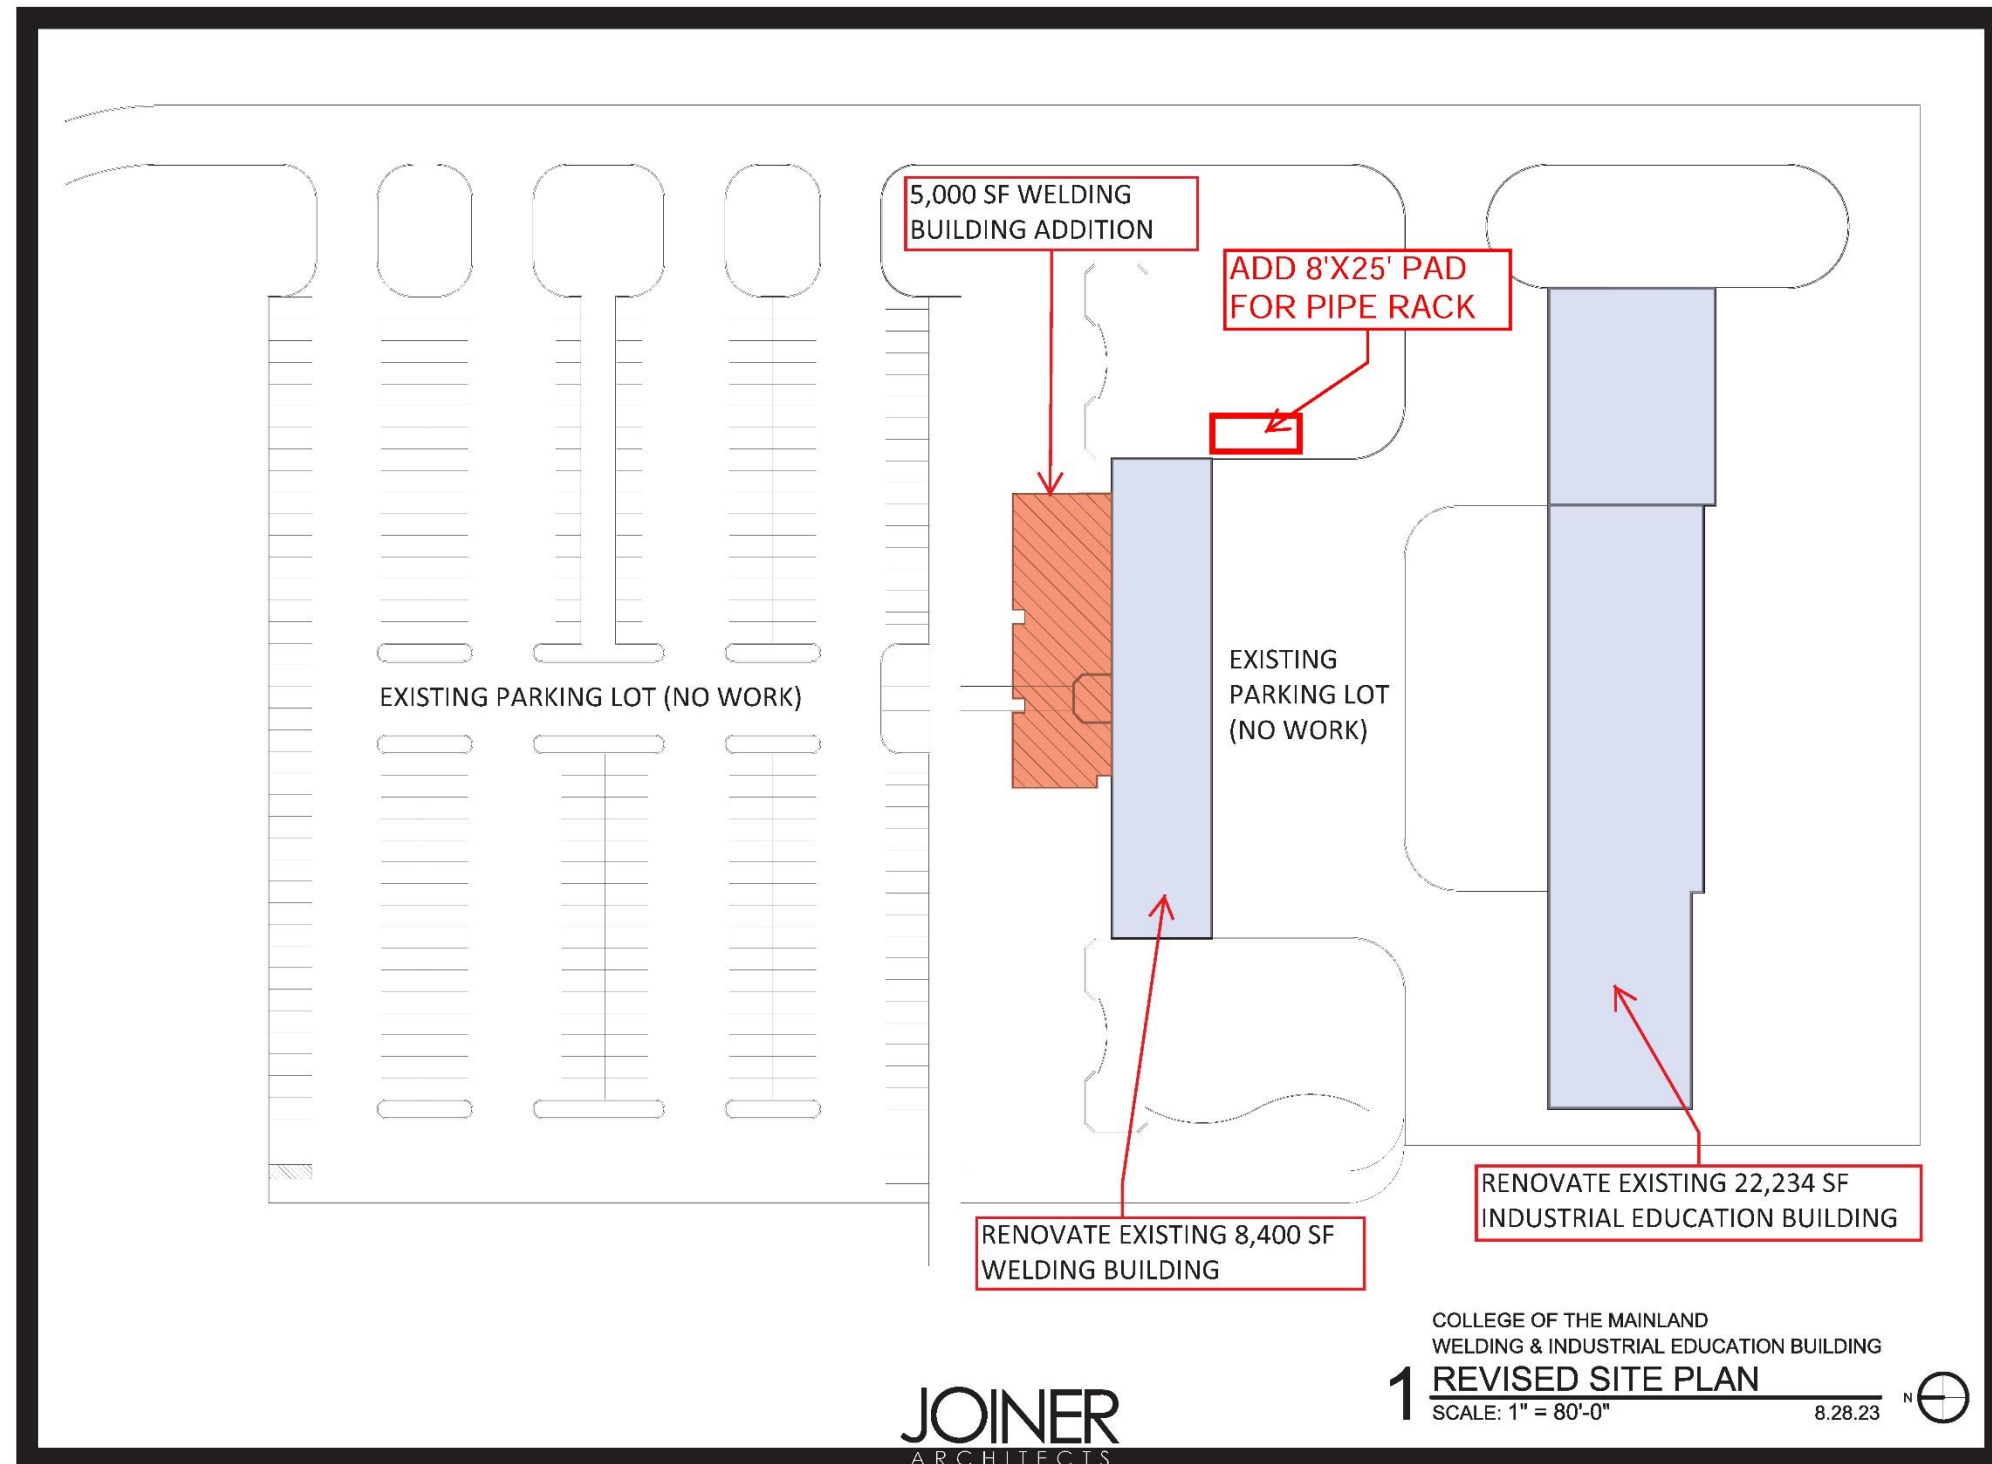 5,000 SF WELDING
BUILDING ADDITION
ADD 8'X25' PAD
FOR PIPE RACK
EXISTING PARKING LOT (NO WORK)
EXISTING
PARKING LOT
(NO WORK)
RENOVATE EXISTING 22,234 SF
INDUSTRIAL EDUCATION BUILDING
RENOVATE EXISTING 8,400 SF
WELDING BUILDING
COLLEGE OF THE MAINLAND
WELDING & INDUSTRIAL EDUCATION BUILDING
1 REVISED SITE PLAN
SCALE: 1" = 80'-0" 8.28.23
N
JOINER
ARCHITECTS